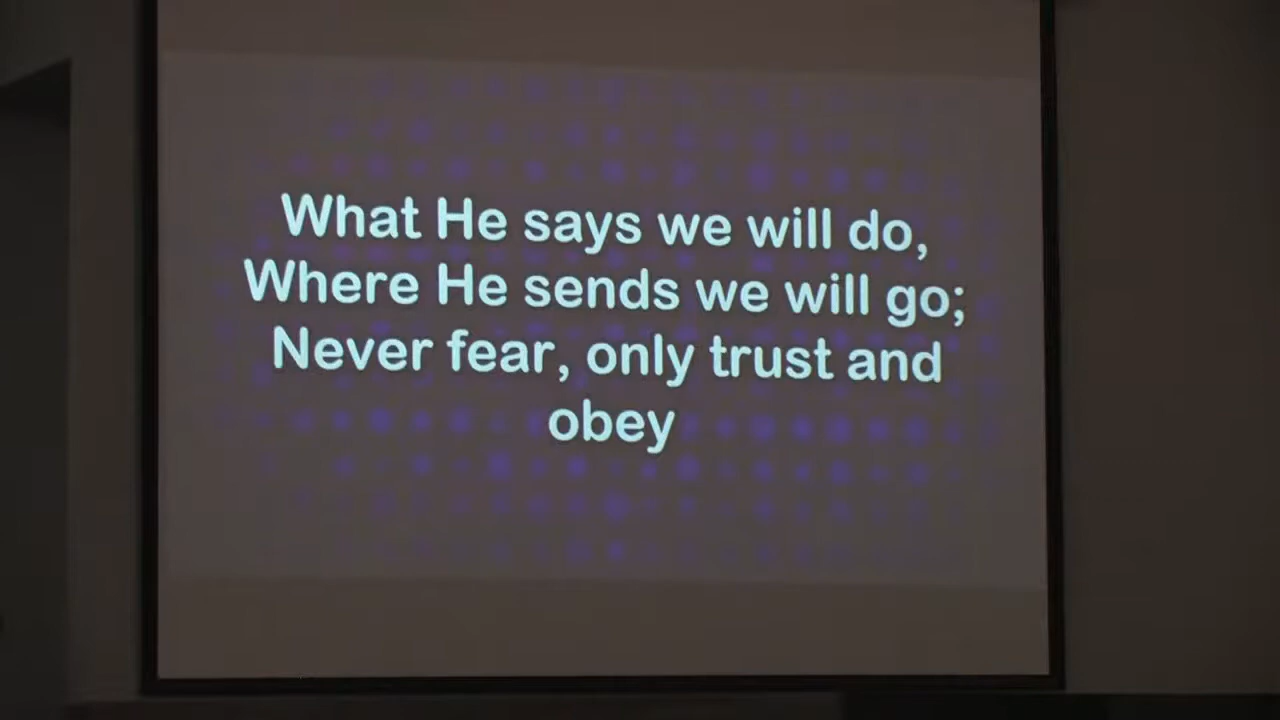 What He says we will do,
Where He sends we will go;
Never fear, only trust and
obey